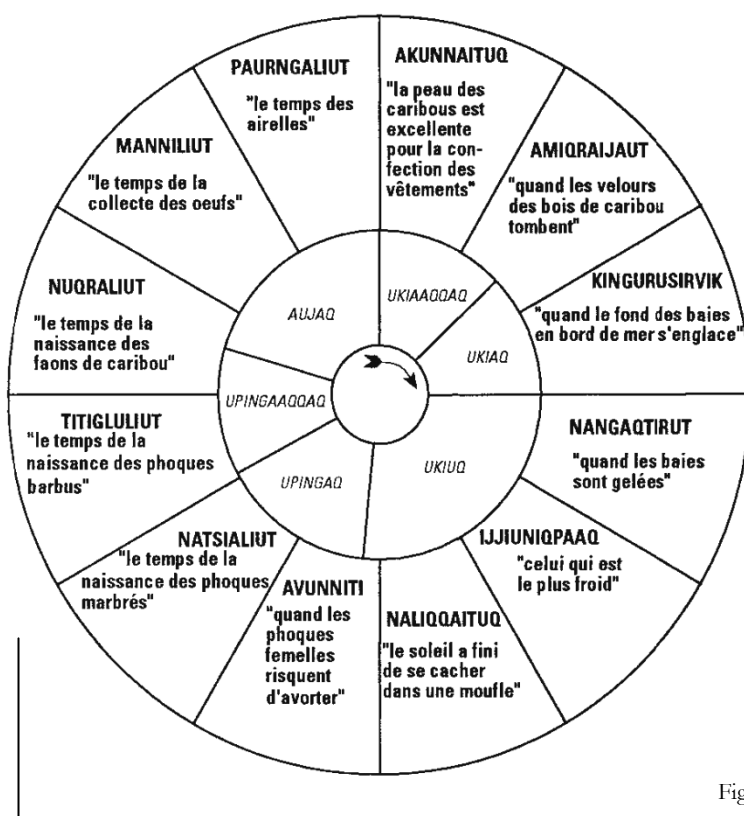 AKUNNAITUQ
"la peau des
caribous est
excellente
pour la con-
fection des
vêtements"
AMIQRAIJAUT
"quand les velours
des bois de caribou
tombent"
KINGURUSIRVIK
"quand le fond des baies
en bord de mer s'englace"
NANGAQTIRUT
"quand les baies
sont gelées"
IJJIUNIQPAAQ
"celui qui est
le plus froid"
NALIQQAITUQ
"le soleil a fini
de se cacher
dans une moufle"
AVUNNITI
"quand les
phoques
femelles
risquent
d'avorter"
NATSIALIUT
"le temps de la
naissance des phoques
marbrés"
TITIGLULIUT
"le temps de la
naissance des phoques
barbus"
NUQRALIUT
"le temps de la
naissance des
faons de caribou"
MANNILIUT
"le temps de la
collecte des oeufs"
PAURNGALIUT
"le temps des
airelles"
UKIAAQQAQ
UKIAQ
UKIUQ
UPINGAQ
UPINGAAQQAQ
AUJAQ
Fig